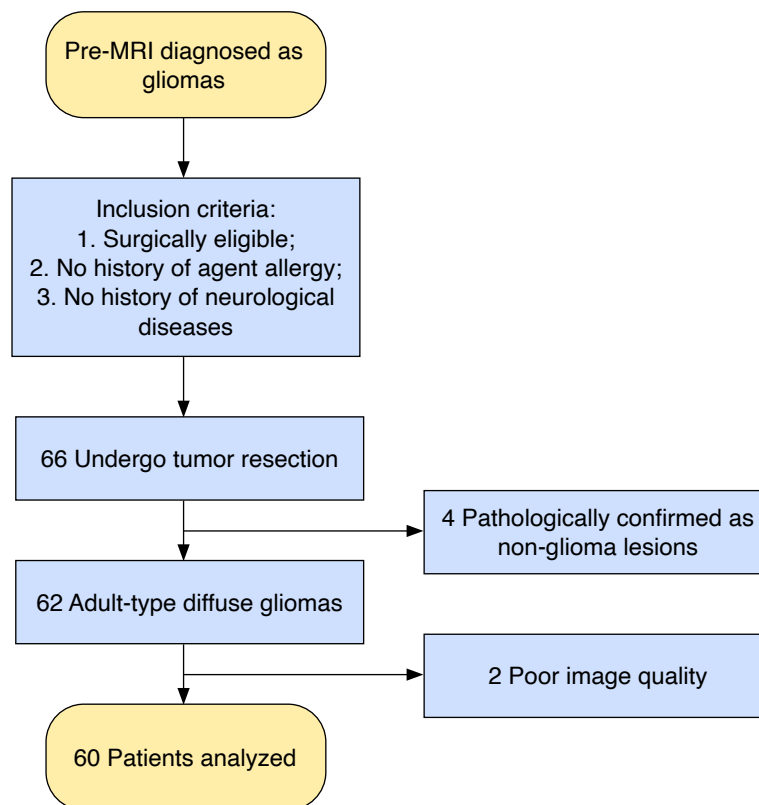 Pre-MRI diagnosed as
gliomas
Inclusion criteria:
1. Surgically eligible;
2. No history of agent allergy;
3. No history of neurological
diseases
66 Undergo tumor resection
4 Pathologically confirmed as
non-glioma lesions
62 Adult-type diffuse gliomas
2 Poor image quality
60 Patients analyzed